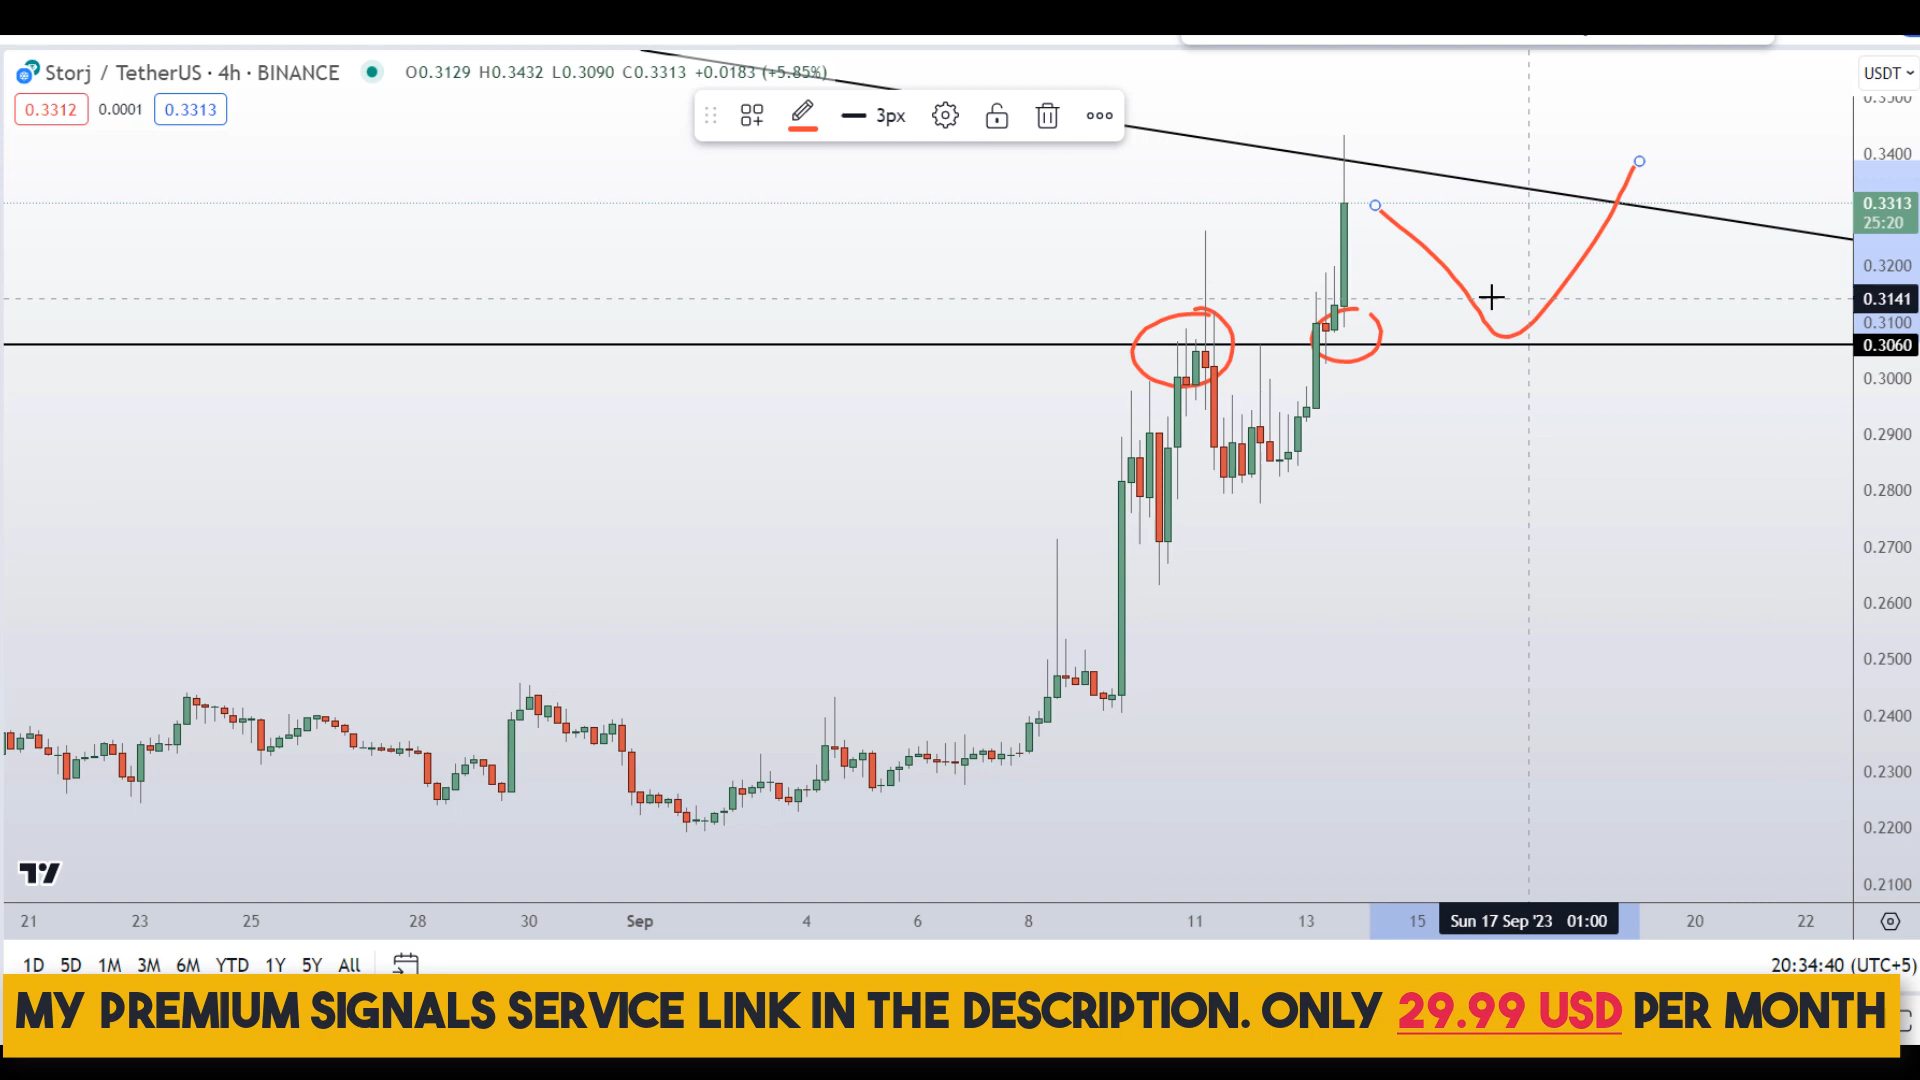 Storj / TetherUS · 4h · BINANCE O0.3129 H0.3432 L0.3090 C0.3313 +0.0183 (+5.85%) USDT
0.3312 0.0001 0.3313
3px
0.3400
0.3313
25:20
0.3200
0.3141
0.3100
0.3060
0.3000
0.2900
0.2800
0.2700
0.2600
0.2500
0.2400
0.2300
0.2200
0.2100
21 23 25 28 30 Sep 4 6 8 11 13 15 Sun 17 Sep '23 01:00 20 22
1D 5D 1M 3M 6M YTD 1Y 5Y All 20:34:40 (UTC+5)
MY PREMIUM SIGNALS SERVICE LINK IN THE DESCRIPTION. ONLY 29.99 USD PER MONTH